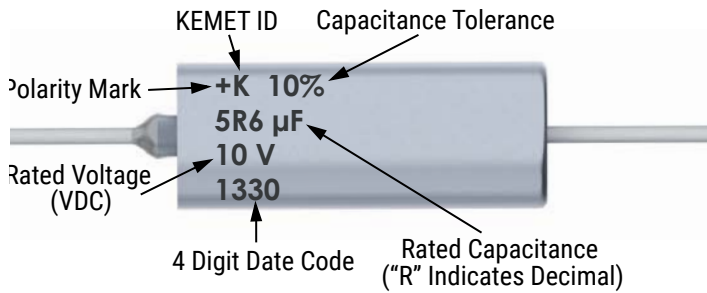 KEMET ID
Capacitance Tolerance
Polarity Mark
+K 10%
5R6 µF
10 V
1330
Rated Voltage
(VDC)
4 Digit Date Code
Rated Capacitance
("R" Indicates Decimal)